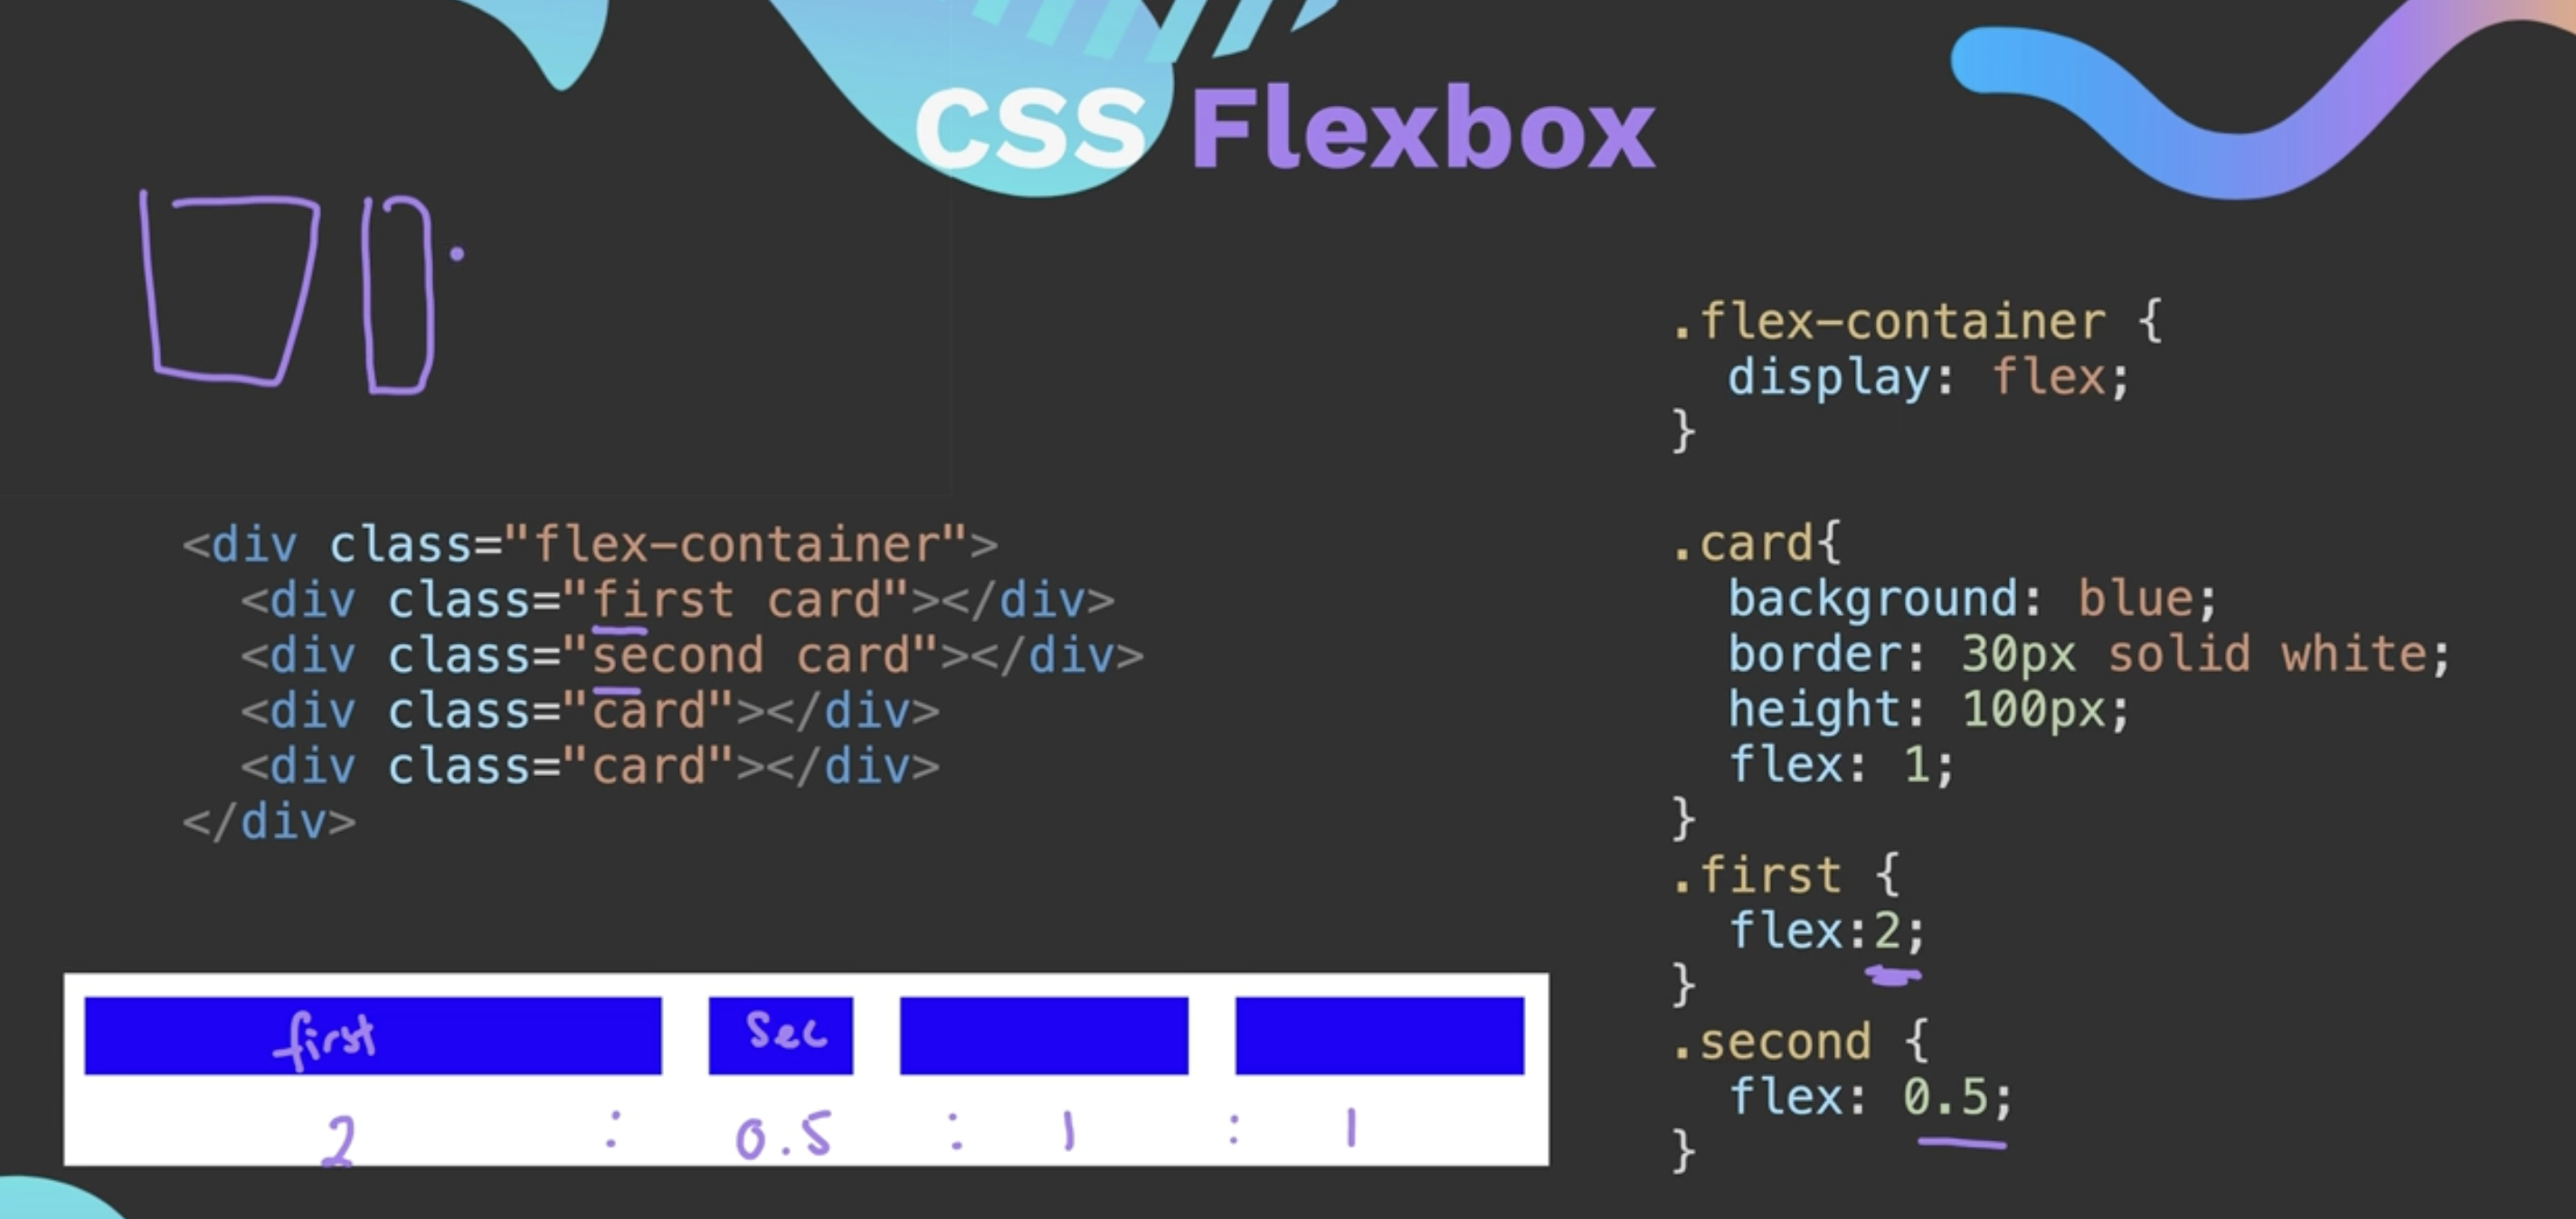 CSS Flexbox
<div class="flex-container">
<div class="first card"></div>
<div class="second card"></div>
<div class="card"></div>
<div class="card"></div>
</div>
first
Sec
2 : 0.5 : 1 : 1
.flex-container {
display: flex;
}
.card{
background: blue;
border: 30px solid white;
height: 100px;
flex: 1;
}
.first {
flex:2;
}
.second {
flex: 0.5;
}